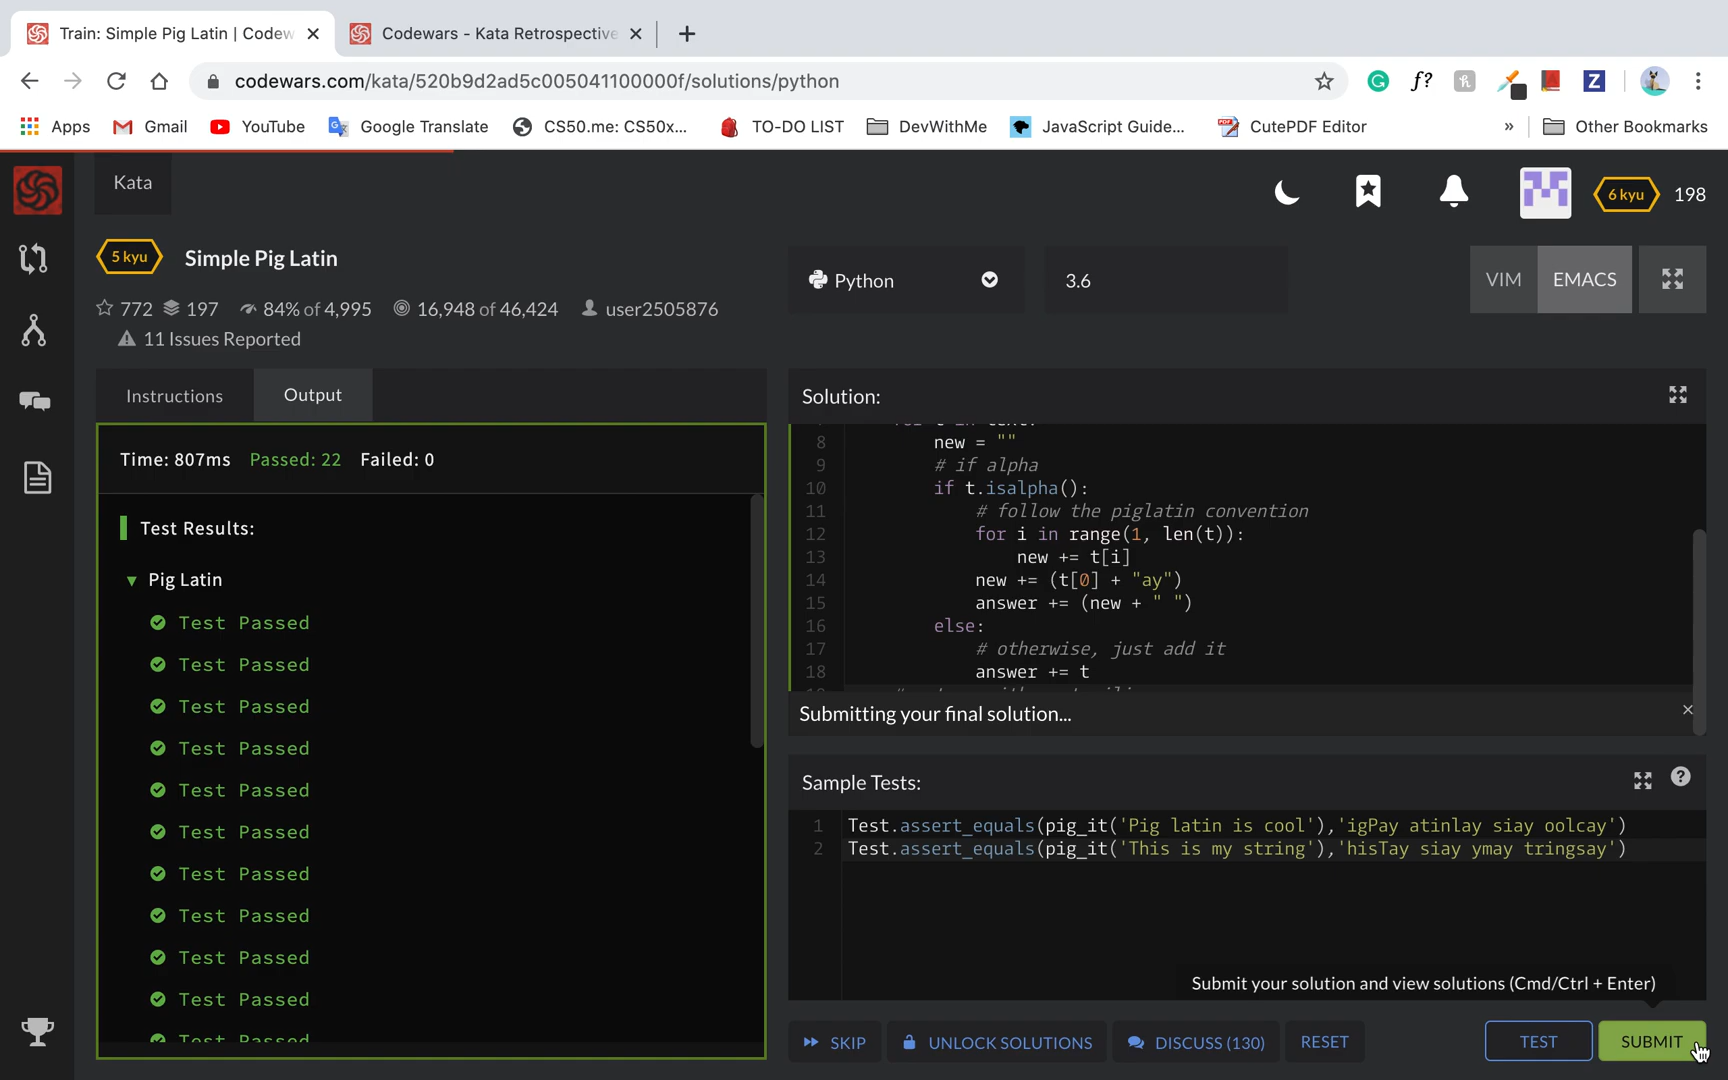 Train: Simple Pig Latin | Codew
Codewars - Kata Retrospective
codewars.com/kata/520b9d2ad5c005041100000f/solutions/python
Apps
Gmail
YouTube
Google Translate
CS50.me: CS50x...
TO-DO LIST
DevWithMe
JavaScript Guide...
CutePDF Editor
»
Other Bookmarks
Kata
6 kyu 198
5 kyu Simple Pig Latin
772 197 84% of 4,995 16,948 of 46,424 user2505876
11 Issues Reported
Python
3.6
VIM EMACS
Instructions Output
Time: 807ms Passed: 22 Failed: 0
Test Results:
Pig Latin
Test Passed
Test Passed
Test Passed
Test Passed
Test Passed
Test Passed
Test Passed
Test Passed
Test Passed
Test Passed
Test Passed
Solution:
8 new = ""
9 # if alpha
10 if t.isalpha():
11 # follow the piglatin convention
12 for i in range(1, len(t)):
13 new += t[i]
14 new += (t[0] + "ay")
15 answer += (new + " ")
16 else:
17 # otherwise, just add it
18 answer += t
Submitting your final solution...
Sample Tests:
1 Test.assert_equals(pig_it('Pig latin is cool'),'igPay atinlay siay oolcay')
2 Test.assert_equals(pig_it('This is my string'),'hisTay siay ymay tringsay')
Submit your solution and view solutions (Cmd/Ctrl + Enter)
SKIP
UNLOCK SOLUTIONS
DISCUSS (130)
RESET
TEST
SUBMIT